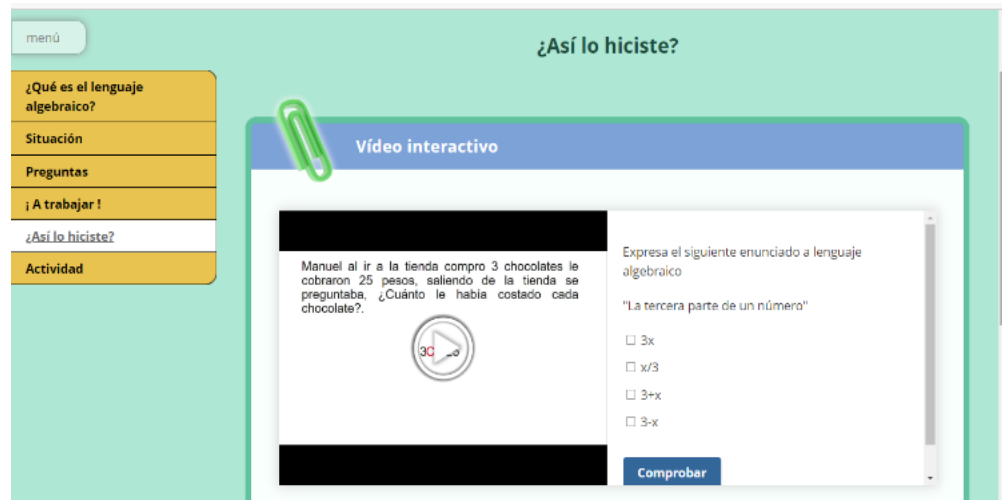 menú
¿Así lo hiciste?
¿Qué es el lenguaje
algebraico?
Situación
Preguntas
¡ A trabajar !
¿Así lo hiciste?
Actividad
Vídeo interactivo
Manuel al ir a la tienda compro 3 chocolates le
cobraron 25 pesos, saliendo de la tienda se
preguntaba, ¿Cuánto le había costado cada
chocolate?.
3C
Expresa el siguiente enunciado a lenguaje
algebraico
"La tercera parte de un número"
3x
x/3
3+x
3-x
Comprobar